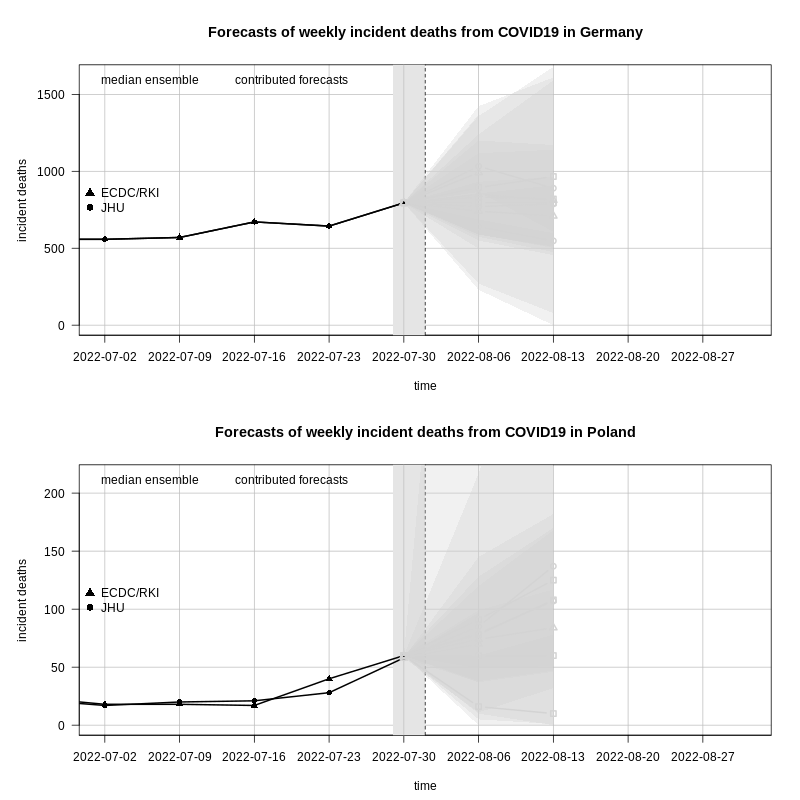 Forecasts of weekly incident deaths from COVID19 in Germany
median ensemble contributed forecasts
1500
1000
500
0
incident deaths
ECDC/RKI
JHU
2022-07-02 2022-07-09 2022-07-16 2022-07-23 2022-07-30 2022-08-06 2022-08-13 2022-08-20 2022-08-27
time
Forecasts of weekly incident deaths from COVID19 in Poland
median ensemble contributed forecasts
200
150
100
50
0
incident deaths
ECDC/RKI
JHU
2022-07-02 2022-07-09 2022-07-16 2022-07-23 2022-07-30 2022-08-06 2022-08-13 2022-08-20 2022-08-27
time